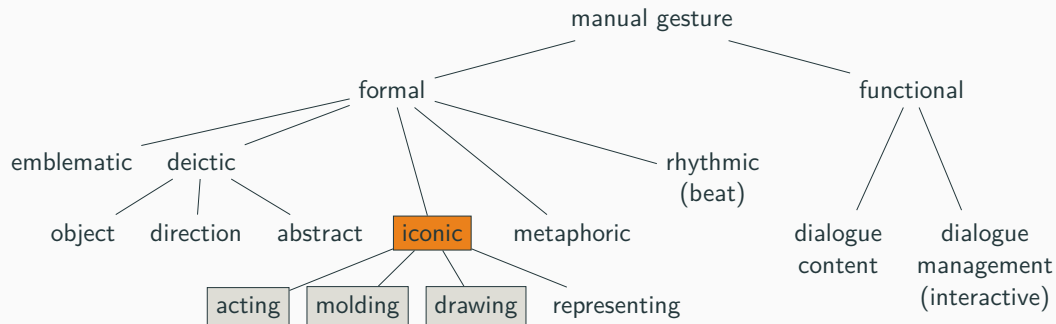 manual gesture
formal
functional
emblematic
deictic
rhythmic
(beat)
object
direction
abstract
iconic
metaphoric
dialogue
content
dialogue
management
(interactive)
acting
molding
drawing
representing